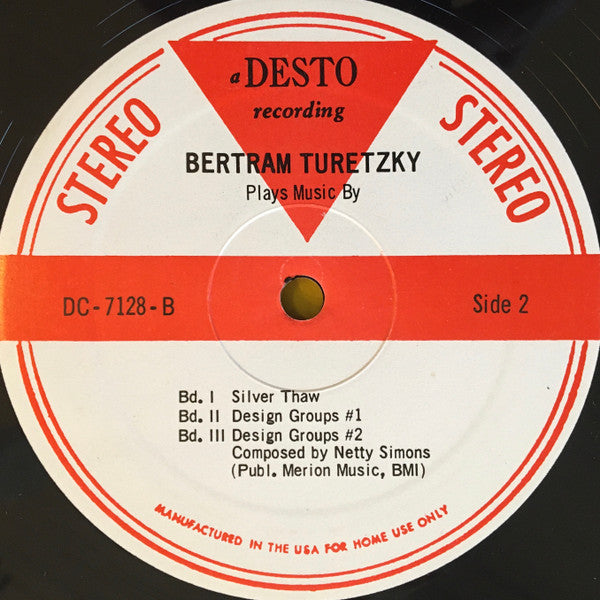 a DESTO
recording
STEREO
STEREO
BERTRAM TURETZKY
Plays Music By
DC-7128-B
Side 2
Bd. I Silver Thaw
Bd. II Design Groups #1
Bd. III Design Groups #2
Composed by Netty Simons
(Publ. Merion Music, BMI)
MANUFACTURED IN THE USA FOR HOME USE ONLY